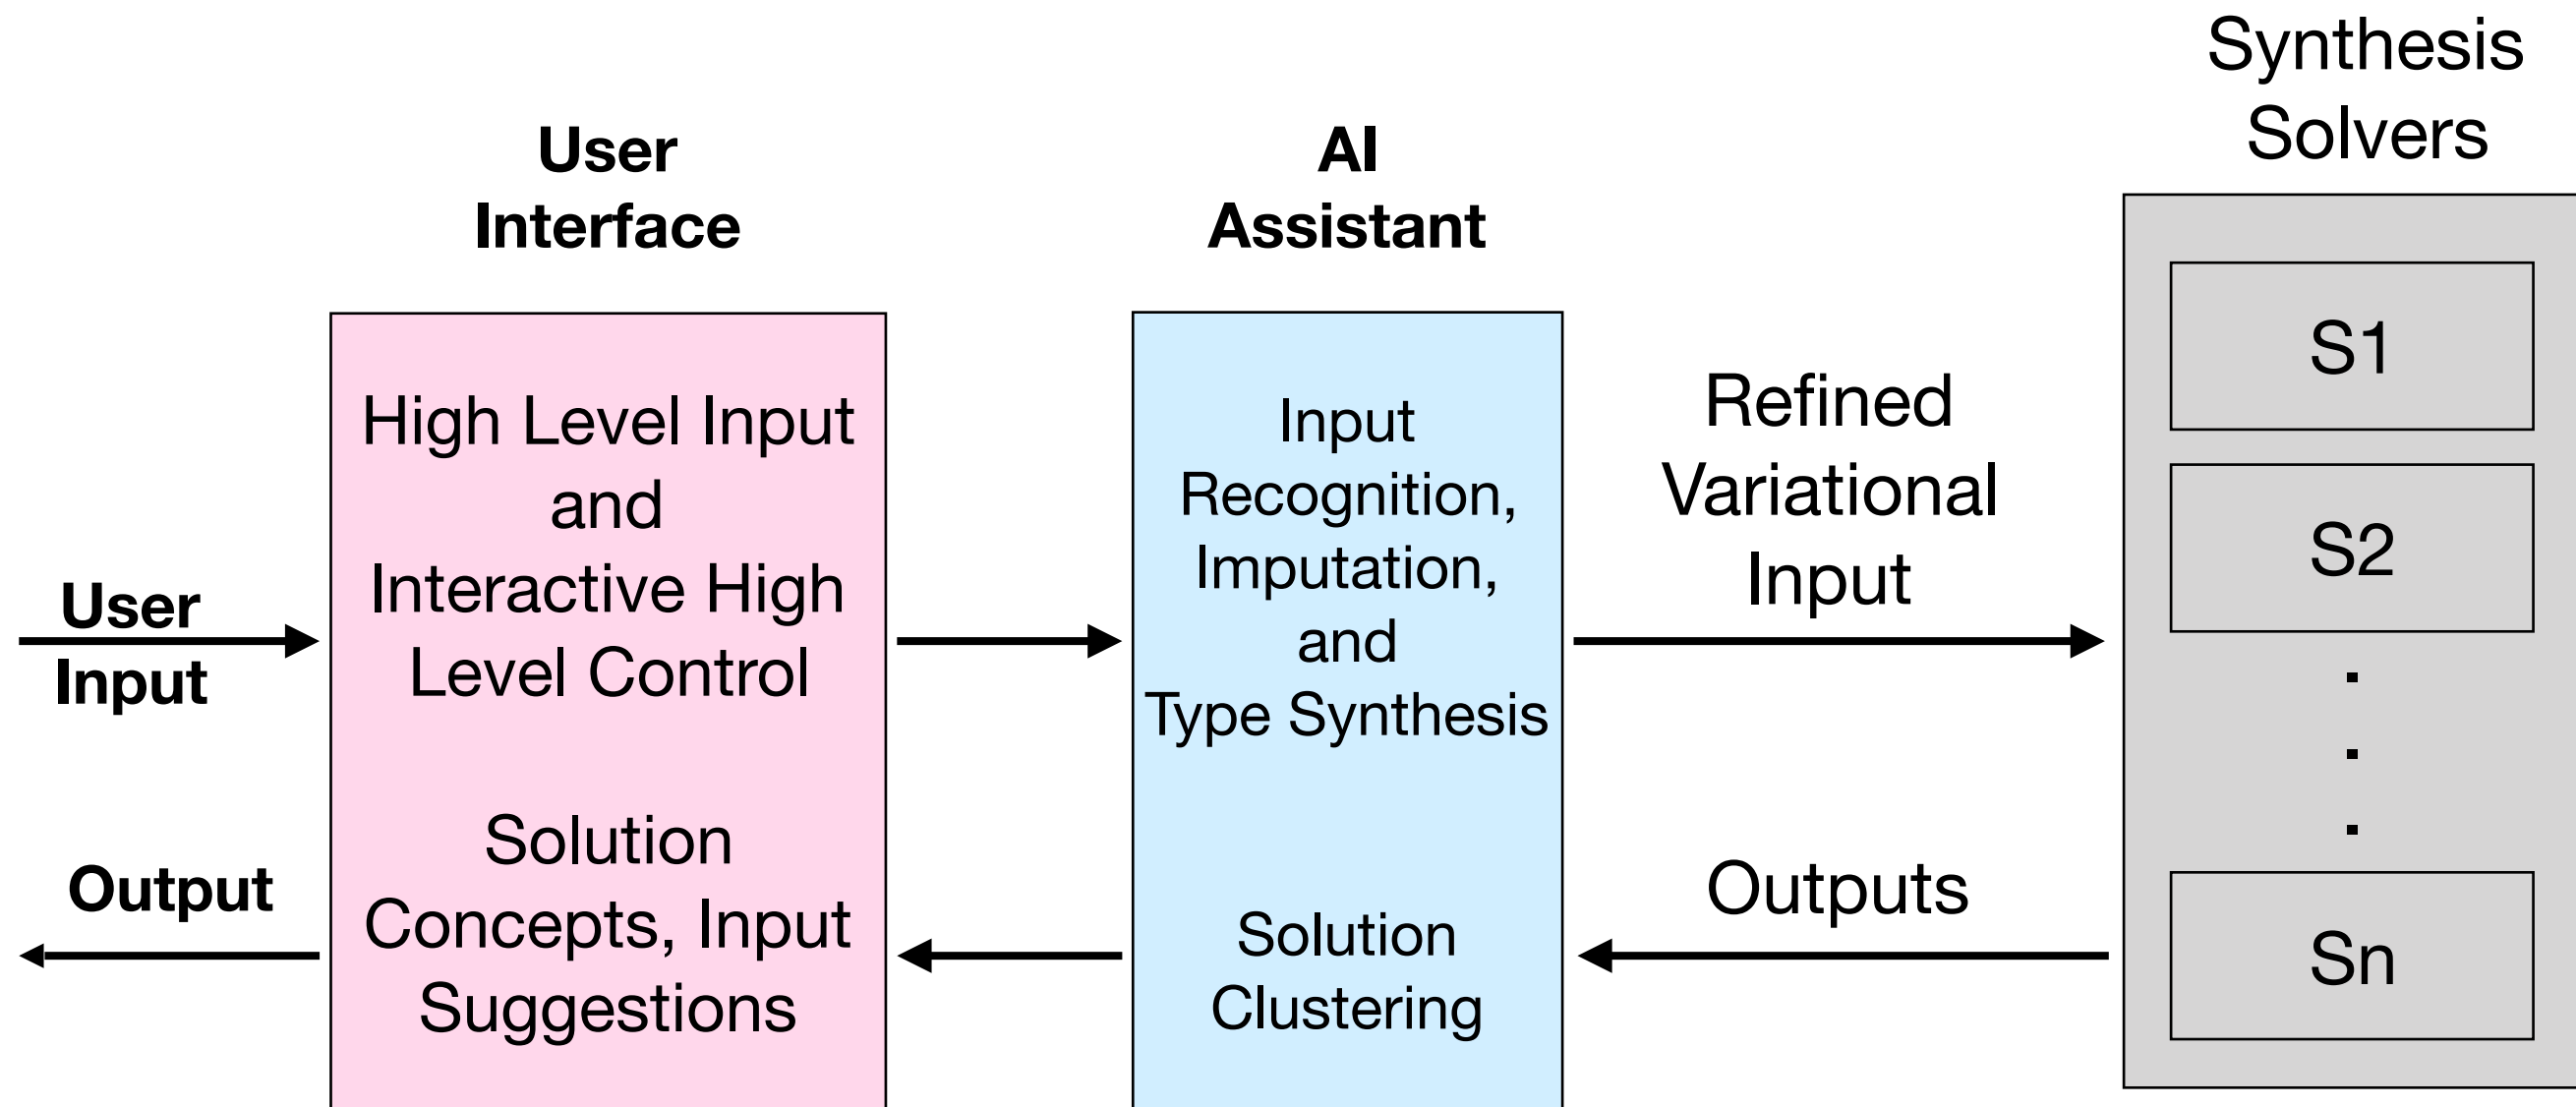 User
Input
Output
User
Interface
High Level Input
and
Interactive High
Level Control
Solution
Concepts, Input
Suggestions
AI
Assistant
Input
Recognition,
Imputation,
and
Type Synthesis
Solution
Clustering
Refined
Variational
Input
Outputs
Synthesis
Solvers
S1
S2
.
.
.
Sn